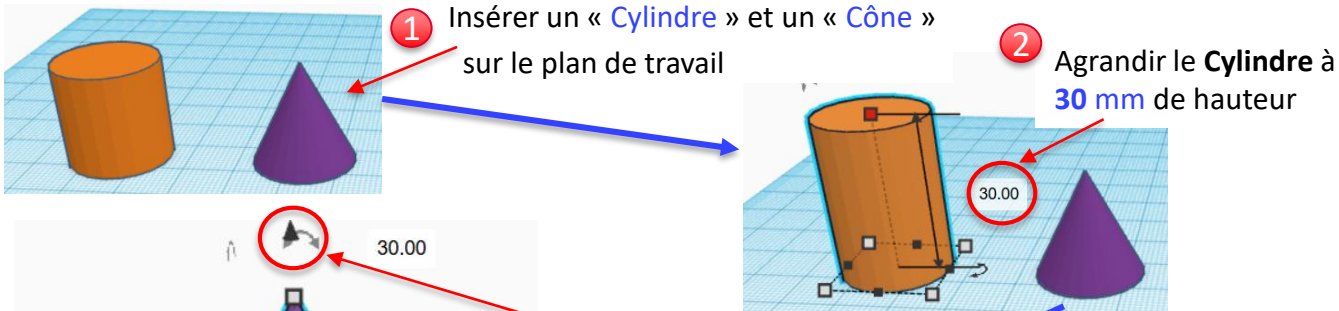 1
Insérer un « Cylindre » et un « Cône »
sur le plan de travail
2
Agrandir le Cylindre à
30 mm de hauteur
30.00
30.00